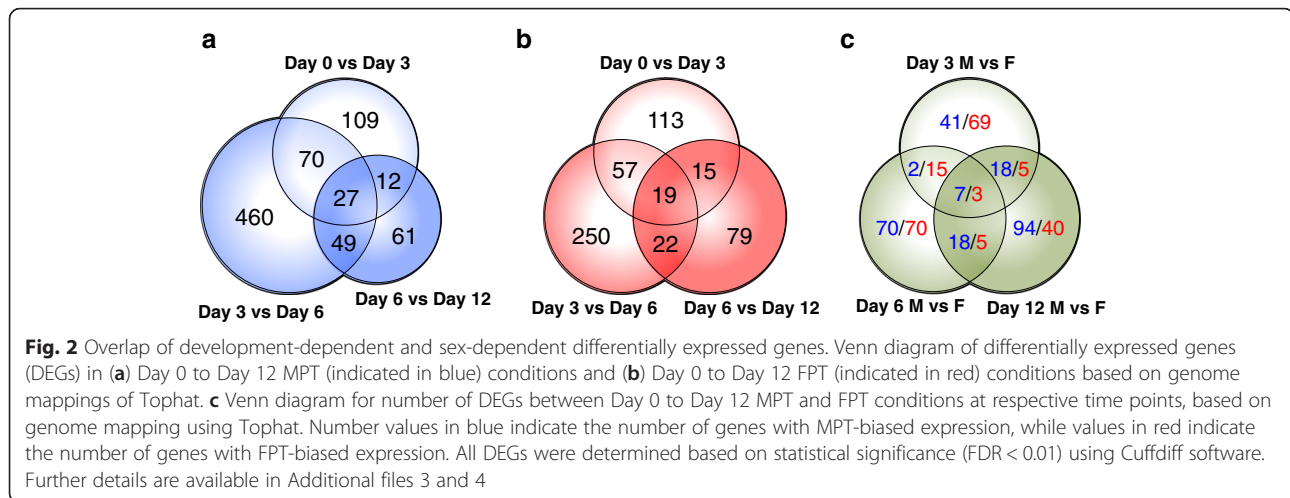 a
b
c
Day 0 vs Day 3
Day 0 vs Day 3
Day 3 M vs F
109
113
41/69
70
12
57
15
2/15
18/5
27
19
7/3
460
49
61
250
22
79
70/70
18/5
94/40
Day 3 vs Day 6
Day 6 vs Day 12
Day 3 vs Day 6
Day 6 vs Day 12
Day 6 M vs F
Day 12 M vs F
Fig. 2 Overlap of development-dependent and sex-dependent differentially expressed genes. Venn diagram of differentially expressed genes
(DEGs) in (a) Day 0 to Day 12 MPT (indicated in blue) conditions and (b) Day 0 to Day 12 FPT (indicated in red) conditions based on genome
mappings of Tophat. c Venn diagram for number of DEGs between Day 0 to Day 12 MPT and FPT conditions at respective time points, based on
genome mapping using Tophat. Number values in blue indicate the number of genes with MPT-biased expression, while values in red indicate
the number of genes with FPT-biased expression. All DEGs were determined based on statistical significance (FDR < 0.01) using Cuffdiff software.
Further details are available in Additional files 3 and 4